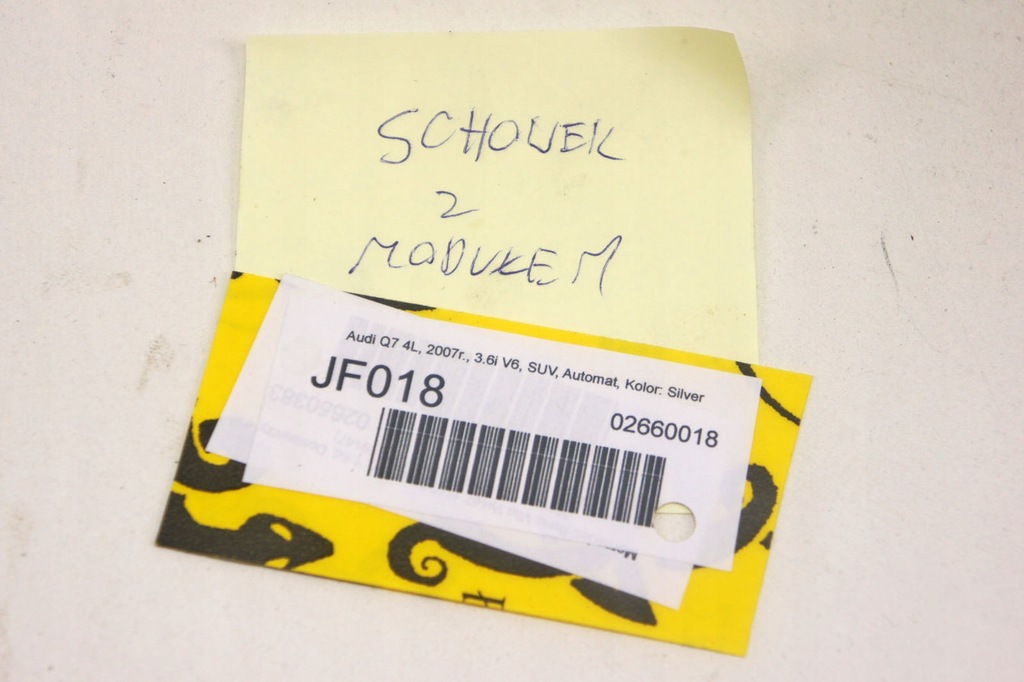 SCHOWEK
Z
MODUŁEM
Audi Q7 4L, 2007r., 3.6i V6, SUV, Automat, Kolor: Silver
JF018
02660018